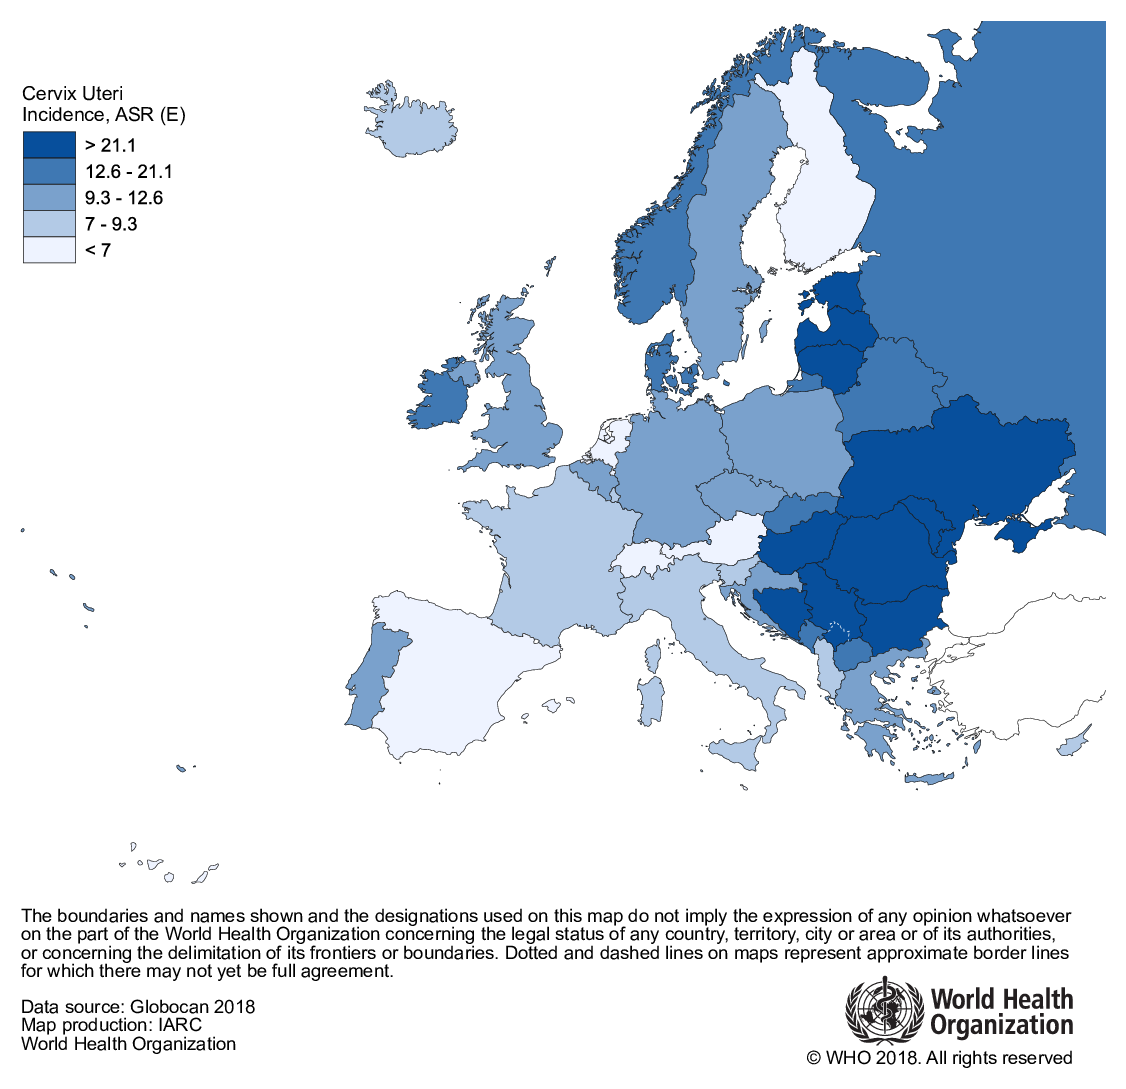 Cervix Uteri
Incidence, ASR (E)
> 21.1
12.6 - 21.1
9.3 - 12.6
7 - 9.3
< 7
The boundaries and names shown and the designations used on this map do not imply the expression of any opinion whatsoever
on the part of the World Health Organization concerning the legal status of any country, territory, city or area or of its authorities,
or concerning the delimitation of its frontiers or boundaries. Dotted and dashed lines on maps represent approximate border lines
for which there may not yet be full agreement.
Data source: Globocan 2018
Map production: IARC
World Health Organization
World Health
Organization
© WHO 2018. All rights reserved